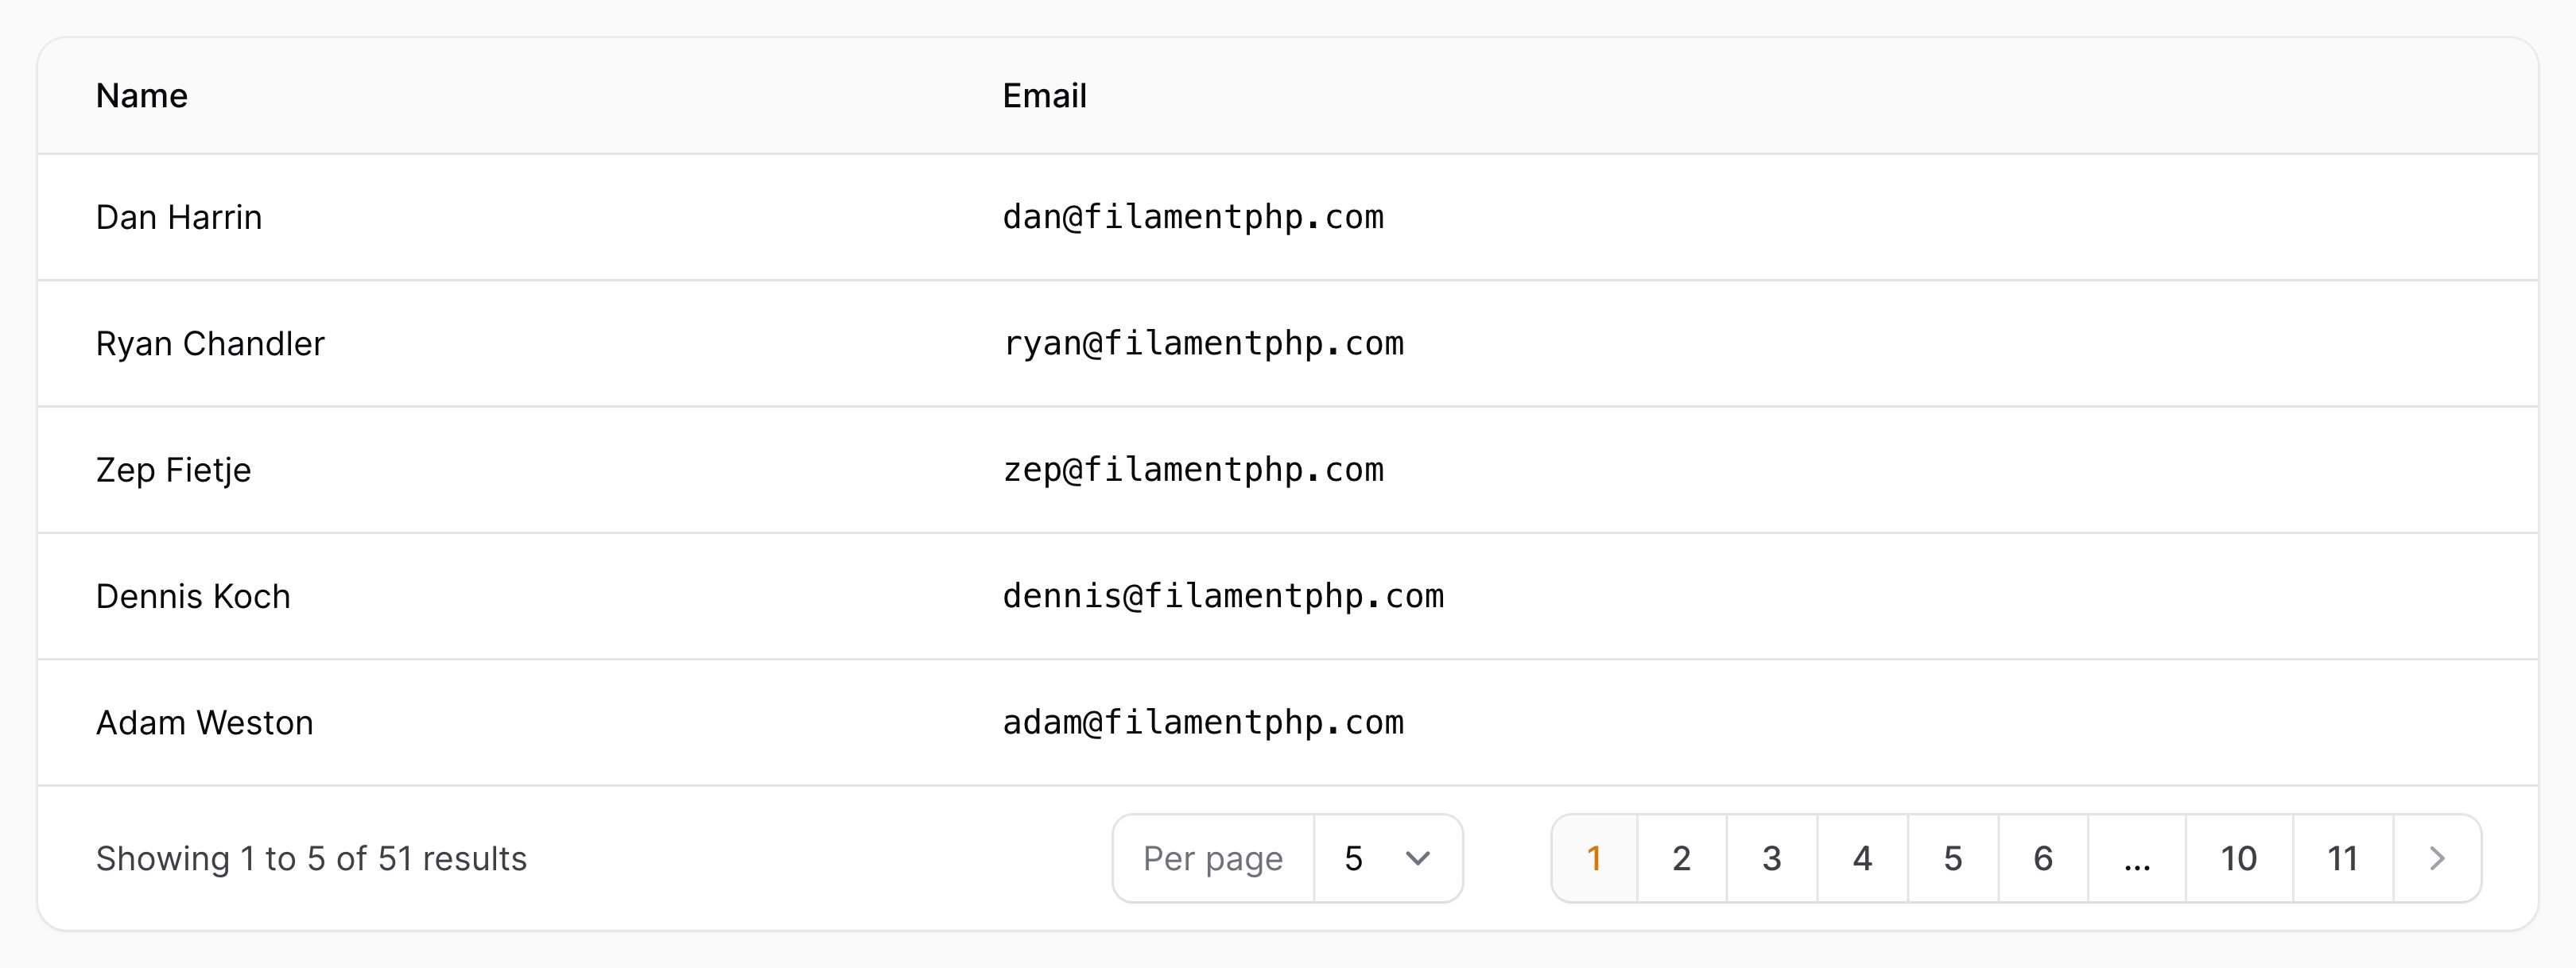 Name Email
Dan Harrin dan@filamentphp.com
Ryan Chandler ryan@filamentphp.com
Zep Fietje zep@filamentphp.com
Dennis Koch dennis@filamentphp.com
Adam Weston adam@filamentphp.com
Showing 1 to 5 of 51 results Per page 5 1 2 3 4 5 6 ... 10 11